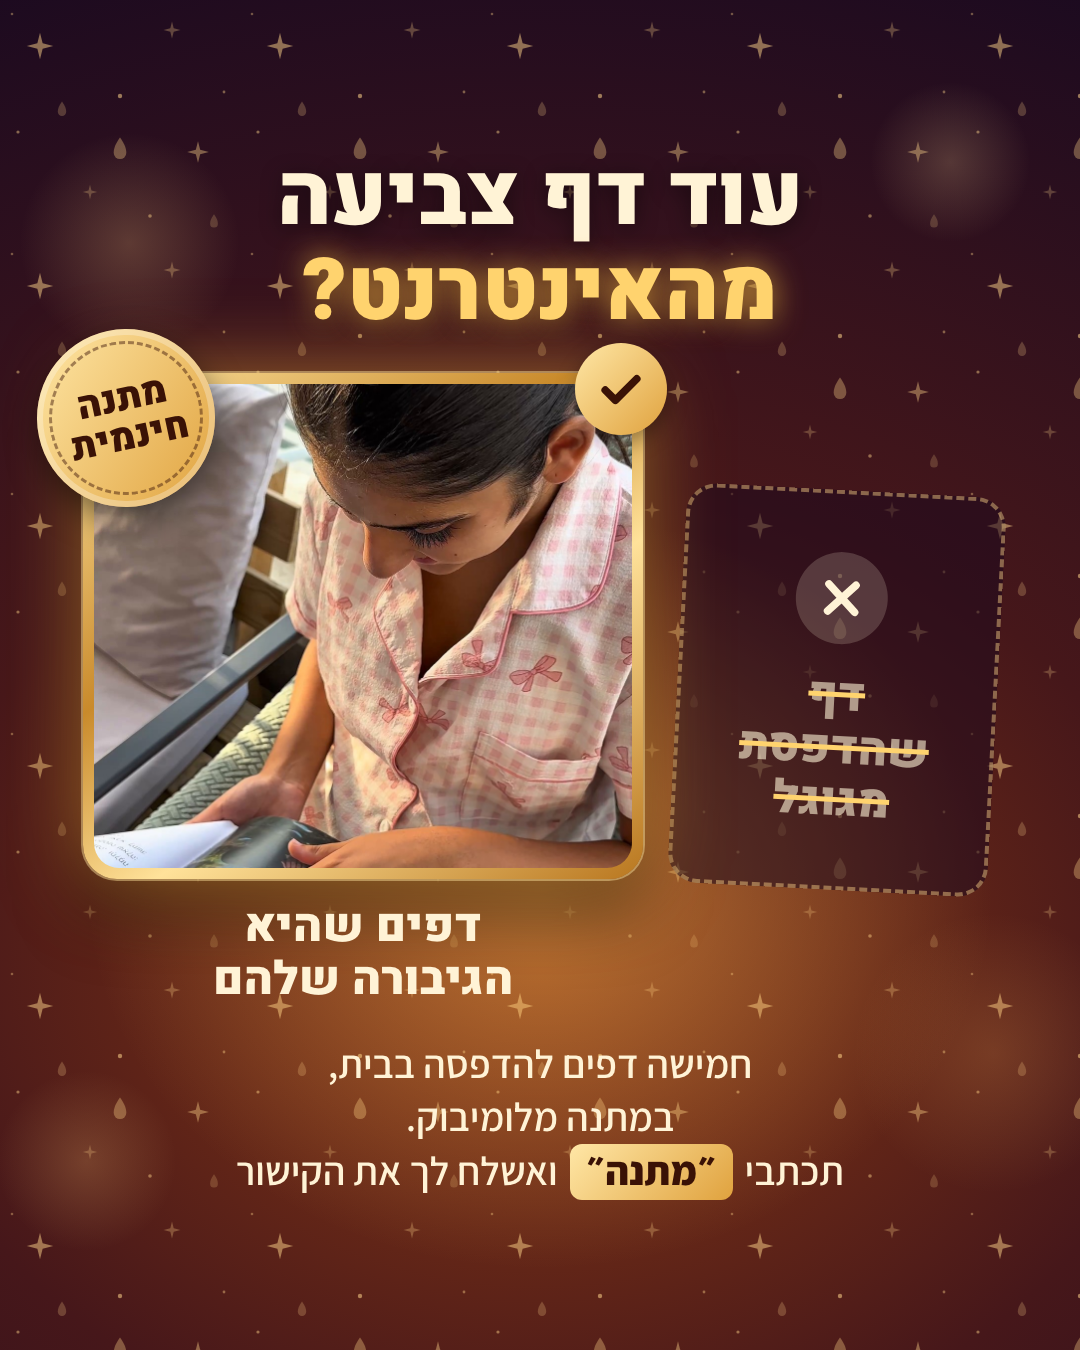 עוד דף צביעה
מהאינטרנט?
מתנה
חינמית
דף
שהדפסת
מגוגל
דפים שהיא
הגיבורה שלהם
חמישה דפים להדפסה בבית,
במתנה מלומיבוק.
תכתבי ״מתנה״ ואשלח לך את הקישור